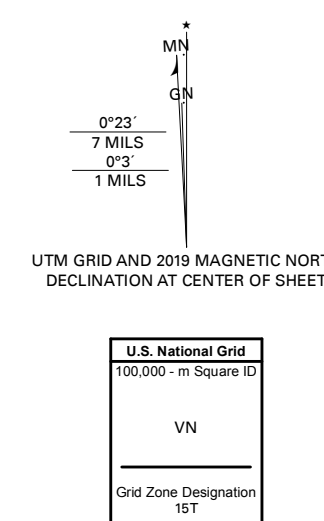 MN
GN
0°23´
7 MILS
0°3´
1 MILS
UTM GRID AND 2019 MAGNETIC NORT
DECLINATION AT CENTER OF SHEET
U.S. National Grid
100,000 - m Square ID
VN
Grid Zone Designation
15T